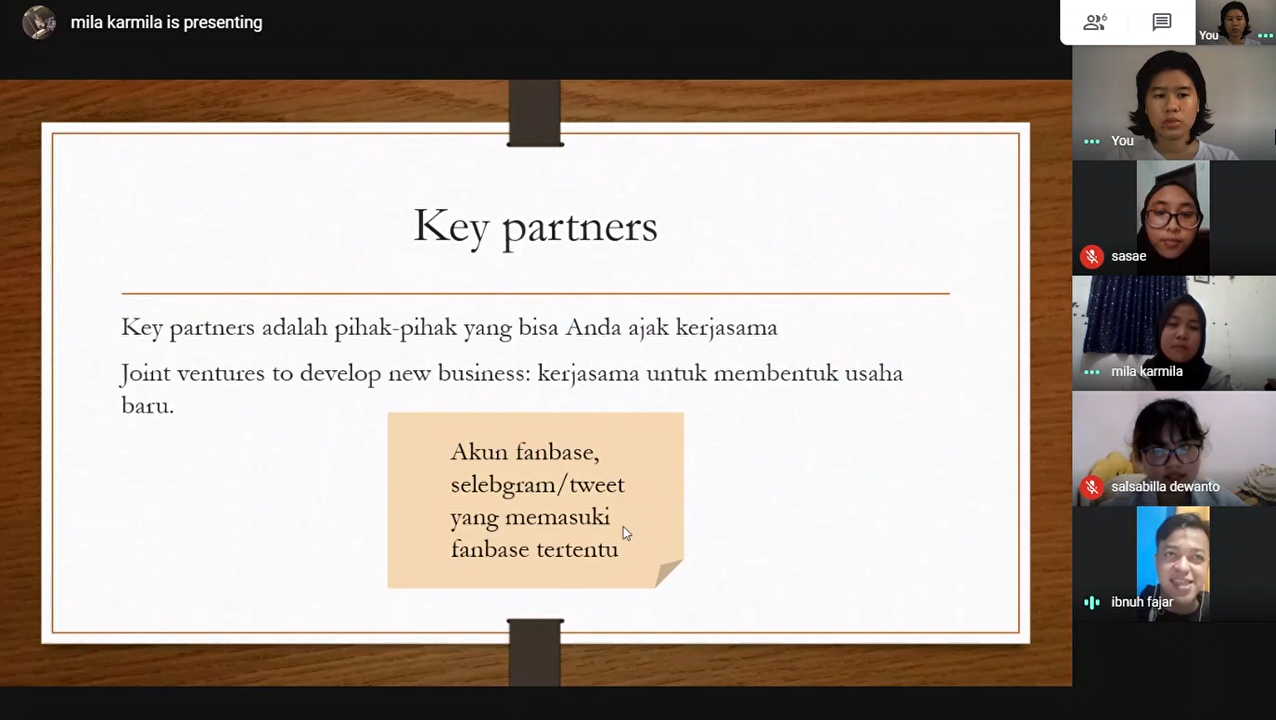 mila karmila is presenting
6
You
Key partners
Key partners adalah pihak-pihak yang bisa Anda ajak kerjasama
Joint ventures to develop new business: kerjasama untuk membentuk usaha
baru.
Akun fanbase,
selebgram/tweet
yang memasuki
fanbase tertentu
You
sasae
mila karmila
salsabilla dewanto
ibnuh fajar